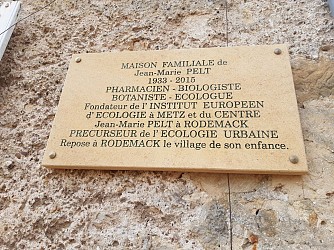 MAISON FAMILIALE de
Jean-Marie PELT
1933 - 2015
PHARMACIEN - BIOLOGISTE
BOTANISTE - ECOLOGUE
Fondateur de l'INSTITUT EUROPEEN
d'ECOLOGIE à METZ et du CENTRE
Jean-Marie PELT à RODEMACK
PRECURSEUR de l'ECOLOGIE URBAINE
Repose à RODEMACK le village de son enfance.